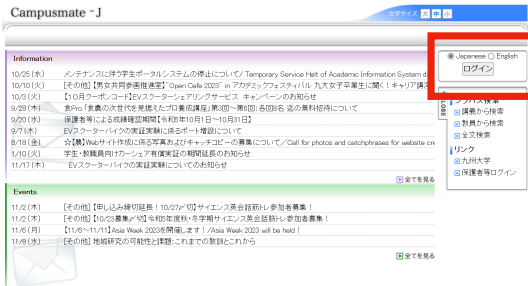 Campusmate - J
文字サイズ 大 中 小
Japanese English
ログイン
Information
10/25 (水) メンテナンスに伴う学生ポータルシステムの停止について/ Temporary Service Halt of Academic Information System d
10/10 (火) [その他]【男女共同参画推進室】"Open Cafe 2023" in アカデミックフェスティバル 九大女子卒業生に聞く!キャリア講
10/3 (火) 【10月クーポンコード】EVスクーターシェアリングサービス キャンペーンのお知らせ
9/28 (木) 食Pro.「食農の次世代を見据えたプロ養成講座」第3回~第6回:各回8名 迄の無料招待について
9/20 (水) 保護者等による成績確認期間【令和5年10月1日~10月31日】
9/7 (木) EVスクーターバイクの実証実験に係るポート増設について
8/18 (金) ☆【農】Webサイト作成に係る写真およびキャッチコピーの募集について/Call for photos and catchphrases for website cre
1/10 (火) 学生・教職員向けカーシェア有償実証の期間延長のお知らせ
11/17 (木) EVスクーターバイクの実証実験についてのお知らせ
全てを見る
Events
11/2 (木) [その他]【申し込み締切延長!10/27〆切】サイエンス英会話筋トレ参加者募集!
11/2 (木) [その他]【10/23募集〆切】令和5年度秋・冬学期サイエンス英会話筋トレ参加者募集!
11/6 (月) 【11/6~11/11】Asia Week 2023を開催します!/Asia Week 2023 will be held!
11/8 (水) [その他] 地域研究の可能性と課題:これまでの教訓とこれから
全てを見る
シラバス検索
講義から検索
教員から検索
全文検索
リンク
九州大学
保護者等ログイン